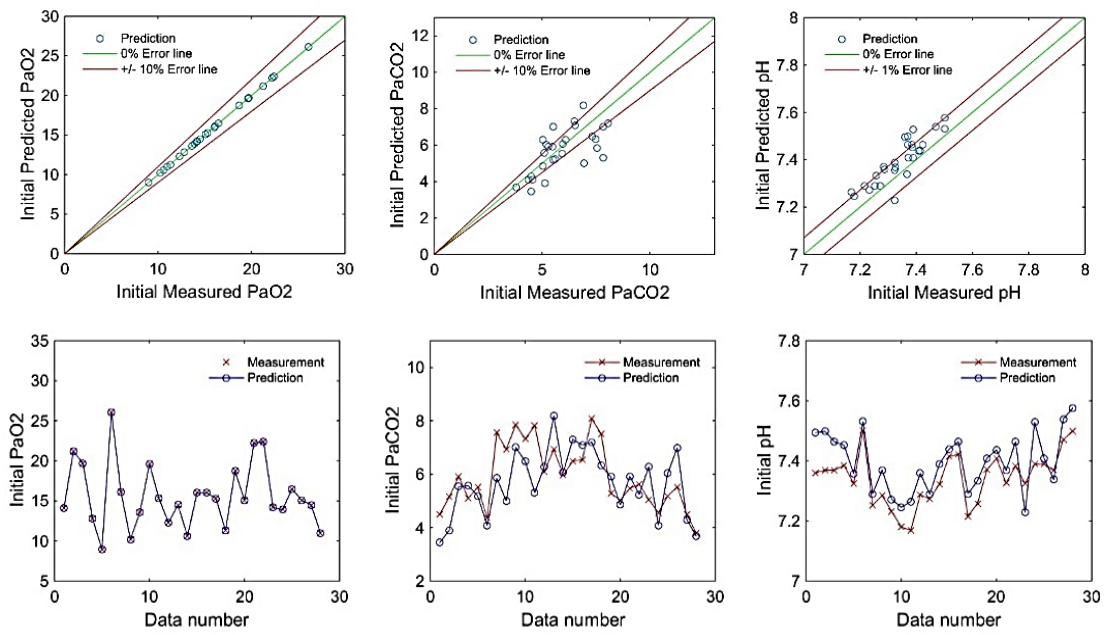 30
25
20
15
10
5
0
Initial Predicted PaO2
Prediction
0% Error line
+/- 10% Error line
0 10 20 30
Initial Measured PaO2
12
10
8
6
4
2
0
Initial Predicted PaCO2
Prediction
0% Error line
+/- 10% Error line
0 5 10
Initial Measured PaCO2
8
7.8
7.6
7.4
7.2
7
Initial Predicted pH
Prediction
0% Error line
+/- 1% Error line
7 7.2 7.4 7.6 7.8 8
Initial Measured pH
35
30
25
20
15
10
5
Initial PaO2
Measurement
Prediction
0 10 20 30
Data number
10
8
6
4
2
Initial PaCO2
Measurement
Prediction
0 10 20 30
Data number
7.8
7.6
7.4
7.2
7
Initial pH
Measurement
Prediction
0 10 20 30
Data number